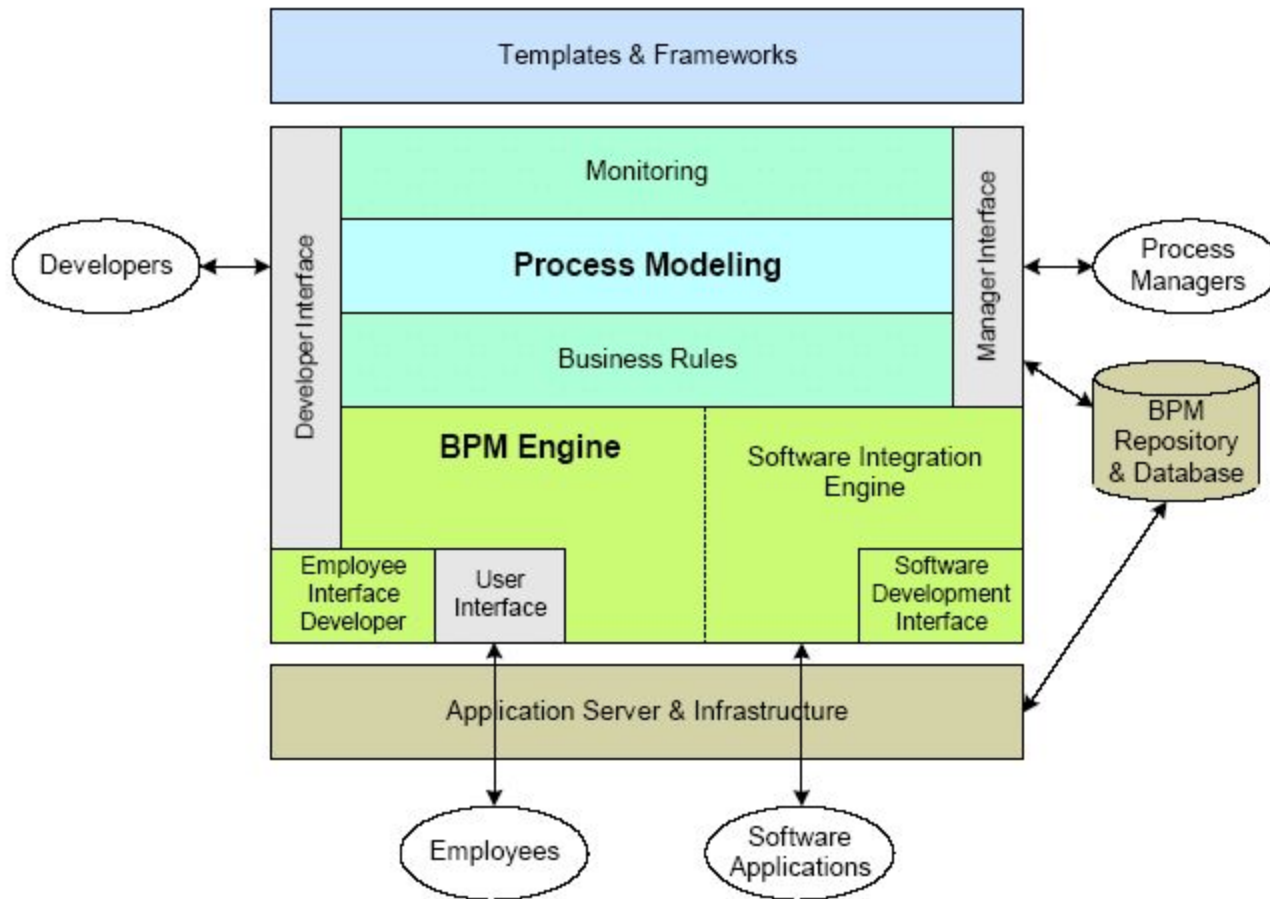 Templates & Frameworks
Developer Interface
Monitoring
Manager Interface
Developers
Process Modeling
Process
Managers
Business Rules
BPM
Repository
& Database
BPM Engine
Software Integration
Engine
Employee
Interface
Developer
User
Interface
Software
Development
Interface
Application Server & Infrastructure
Employees
Software
Applications